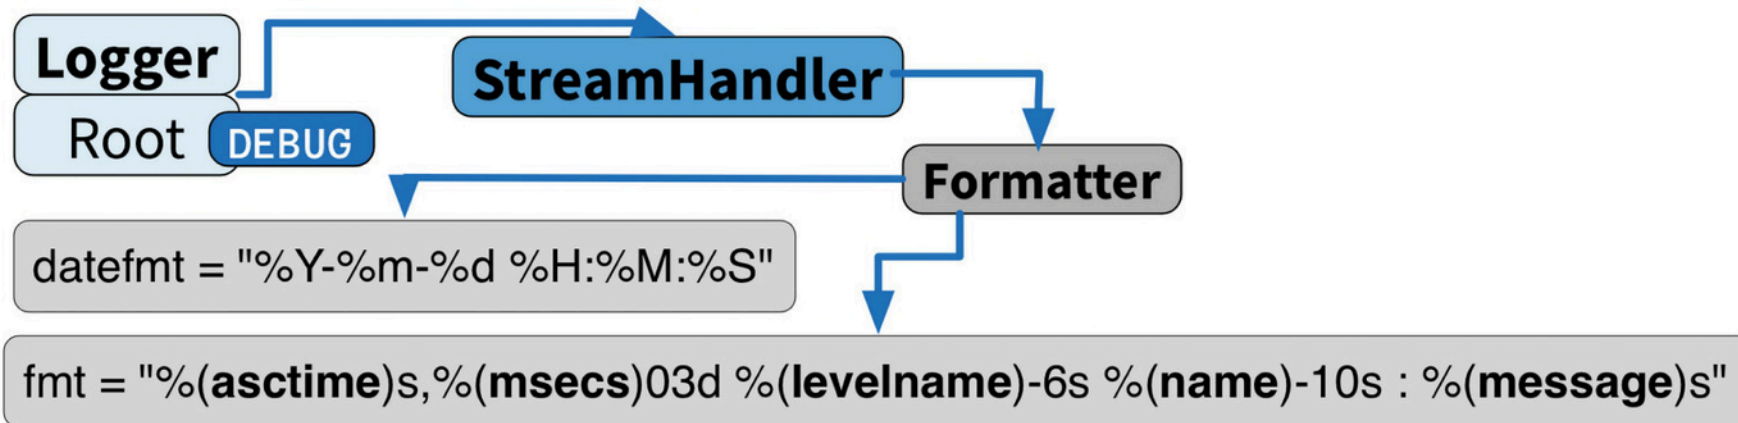 Logger
StreamHandler
Root DEBUG
Formatter
datefmt = "%Y-%m-%d %H:%M:%S"
fmt = "%(asctime)s,%(msecs)03d %(levelname)-6s %(name)-10s : %(message)s"